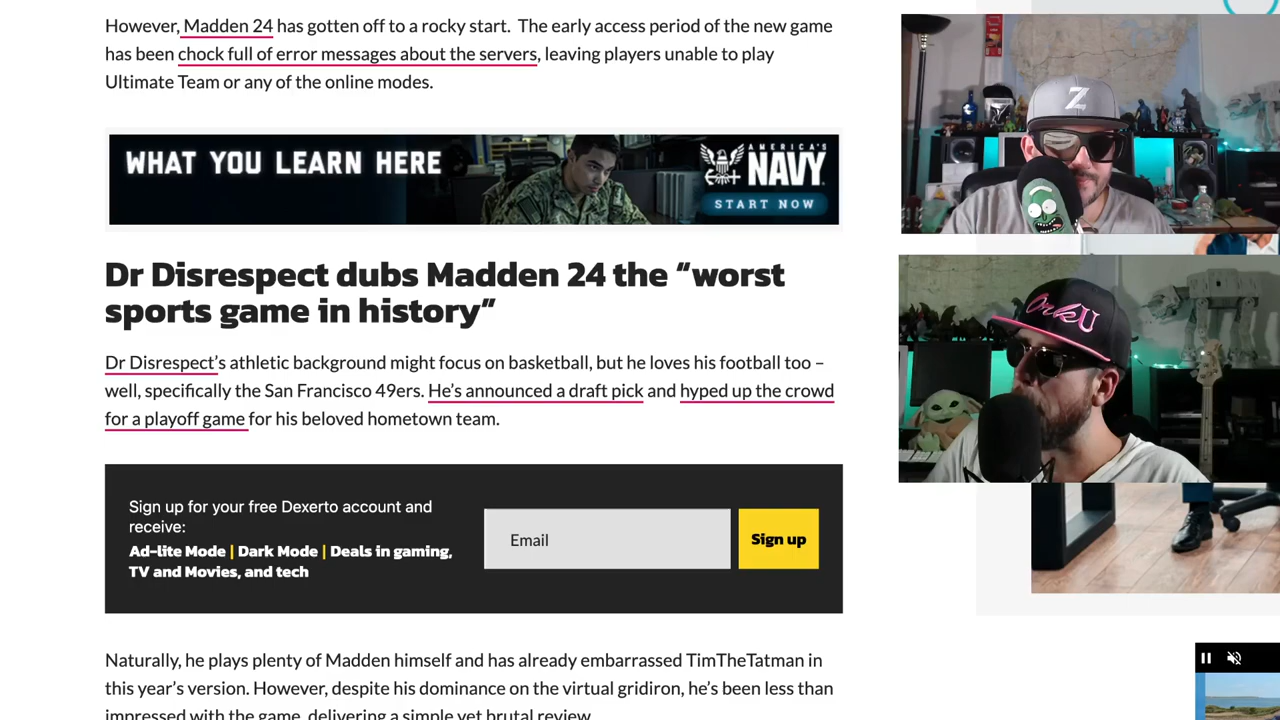 However, Madden 24 has gotten off to a rocky start. The early access period of the new game
has been chock full of error messages about the servers, leaving players unable to play
Ultimate Team or any of the online modes.
WHAT YOU LEARN HERE
AMERICA'S
NAVY
START NOW
Dr Disrespect dubs Madden 24 the “worst
sports game in history”
Dr Disrespect's athletic background might focus on basketball, but he loves his football too –
well, specifically the San Francisco 49ers. He's announced a draft pick and hyped up the crowd
for a playoff game for his beloved hometown team.
Sign up for your free Dexerto account and
receive:
Ad-lite Mode | Dark Mode | Deals in gaming,
TV and Movies, and tech
Email
Sign up
Naturally, he plays plenty of Madden himself and has already embarrassed TimTheTatman in
this year's version. However, despite his dominance on the virtual gridiron, he's been less than
impressed with the game, delivering a simple yet brutal review.
Z
OrkU